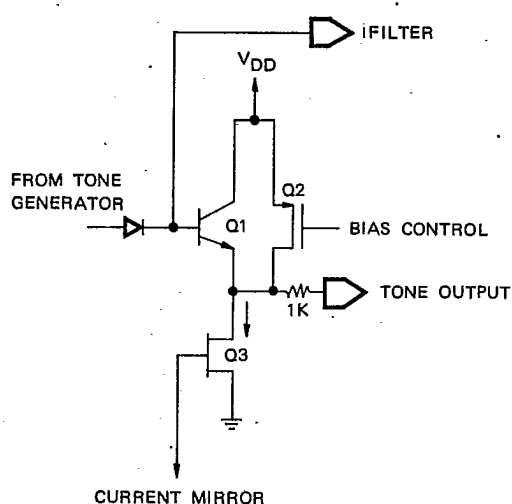 iFILTER
VDD
FROM TONE
GENERATOR
Q2
Q1
BIAS CONTROL
TONE OUTPUT
1K
Q3
CURRENT MIRROR